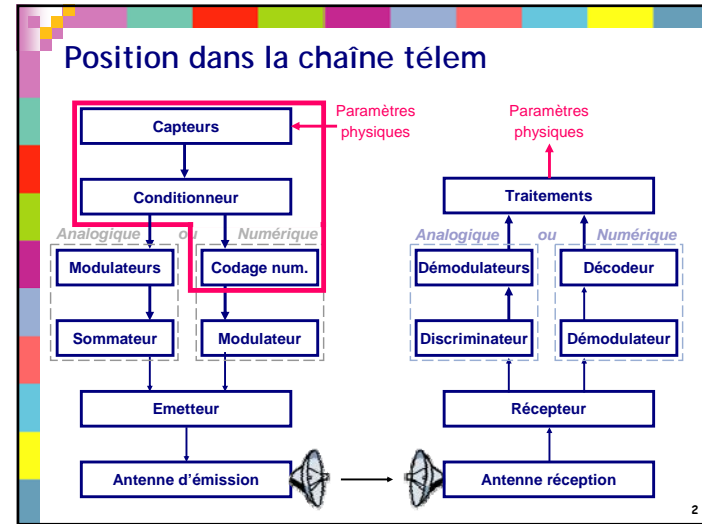 Position dans la chaîne télem
Capteurs
Paramètres
physiques
Conditionneur
Analogique ou Numérique
Modulateurs
Codage num.
Sommateur
Modulateur
Emetteur
Antenne d'émission
Paramètres
physiques
Traitements
Analogique ou Numérique
Démodulateurs
Décodeur
Discriminateur
Démodulateur
Récepteur
Antenne réception
2